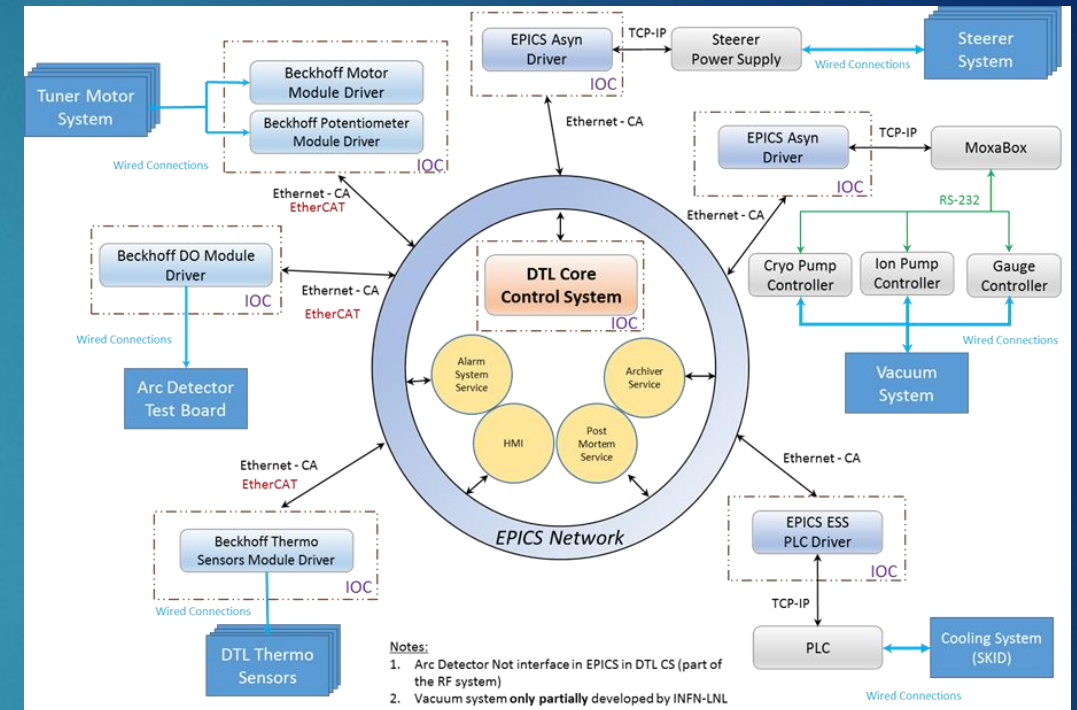 EPICS Asyn
Driver
IOC
TCP-IP
Steerer
Power Supply
Wired Connections
Steerer
System
Ethernet - CA
Tuner Motor
System
Wired Connections
Beckhoff Motor
Module Driver
Beckhoff Potentiometer
Module Driver
IOC
Ethernet - CA
EtherCAT
EPICS Asyn
Driver
IOC
TCP-IP
MoxaBox
Ethernet - CA
RS-232
Cryo Pump
Controller
Ion Pump
Controller
Gauge
Controller
Wired Connections
Vacuum
System
Beckhoff DO Module
Driver
IOC
Ethernet - CA
EtherCAT
Wired Connections
Arc Detector
Test Board
DTL Core
Control System
IOC
Alarm
System
Service
Archiver
Service
HMI
Post
Mortem
Service
EPICS Network
Ethernet - CA
EtherCAT
Beckhoff Thermo
Sensors Module Driver
IOC
Wired Connections
DTL Thermo
Sensors
Ethernet - CA
EPICS ESS
PLC Driver
IOC
TCP-IP
PLC
Cooling System
(SKID)
Wired Connections
Notes:
1. Arc Detector Not interface in EPICS in DTL CS (part of
the RF system)
2. Vacuum system only partially developed by INFN-LNL